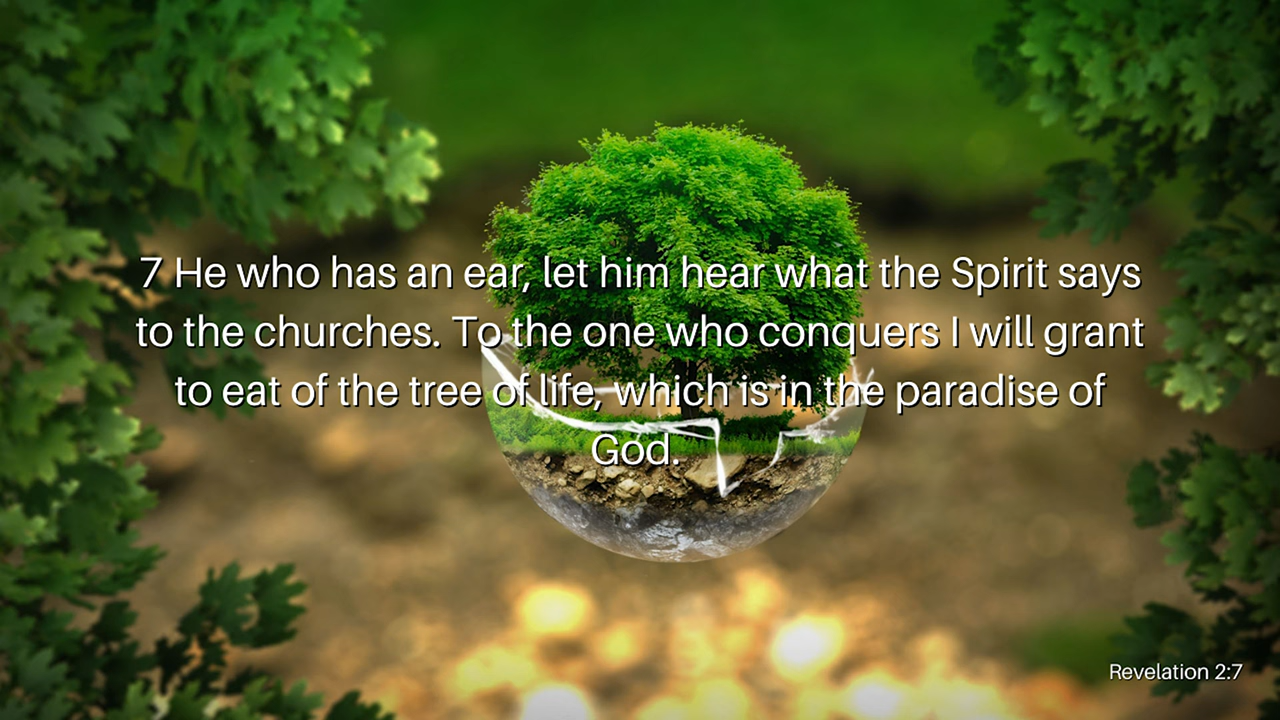 7 He who has an ear, let him hear what the Spirit says
to the churches. To the one who conquers I will grant
to eat of the tree of life, which is in the paradise of
God.
Revelation 2:7